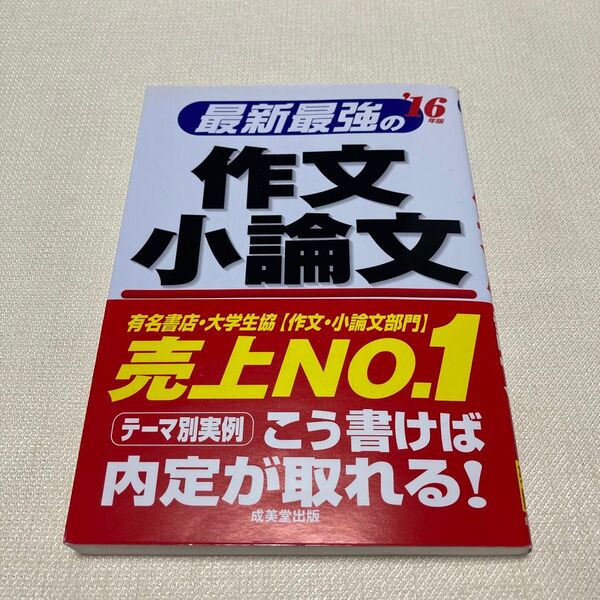 最新最強の
'16
年版
作文
小論文
有名書店・大学生協【作文・小論文部門】
売上NO.1
テーマ別実例 こう書けば
内定が取れる!
成美堂出版